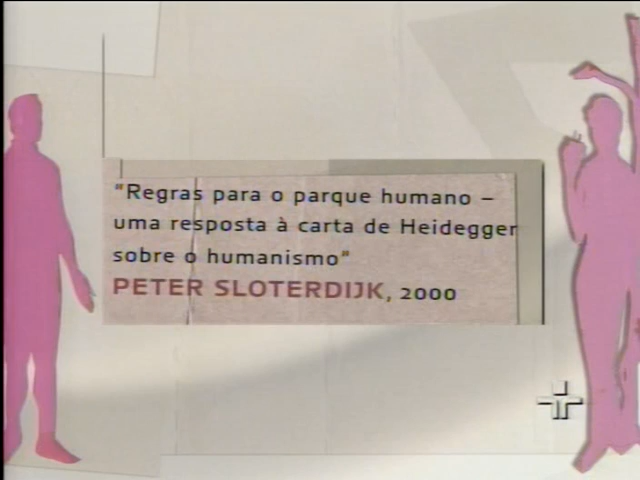 "Regras para o parque humano –
uma resposta à carta de Heidegger
sobre o humanismo"
PETER SLOTERDIJK, 2000